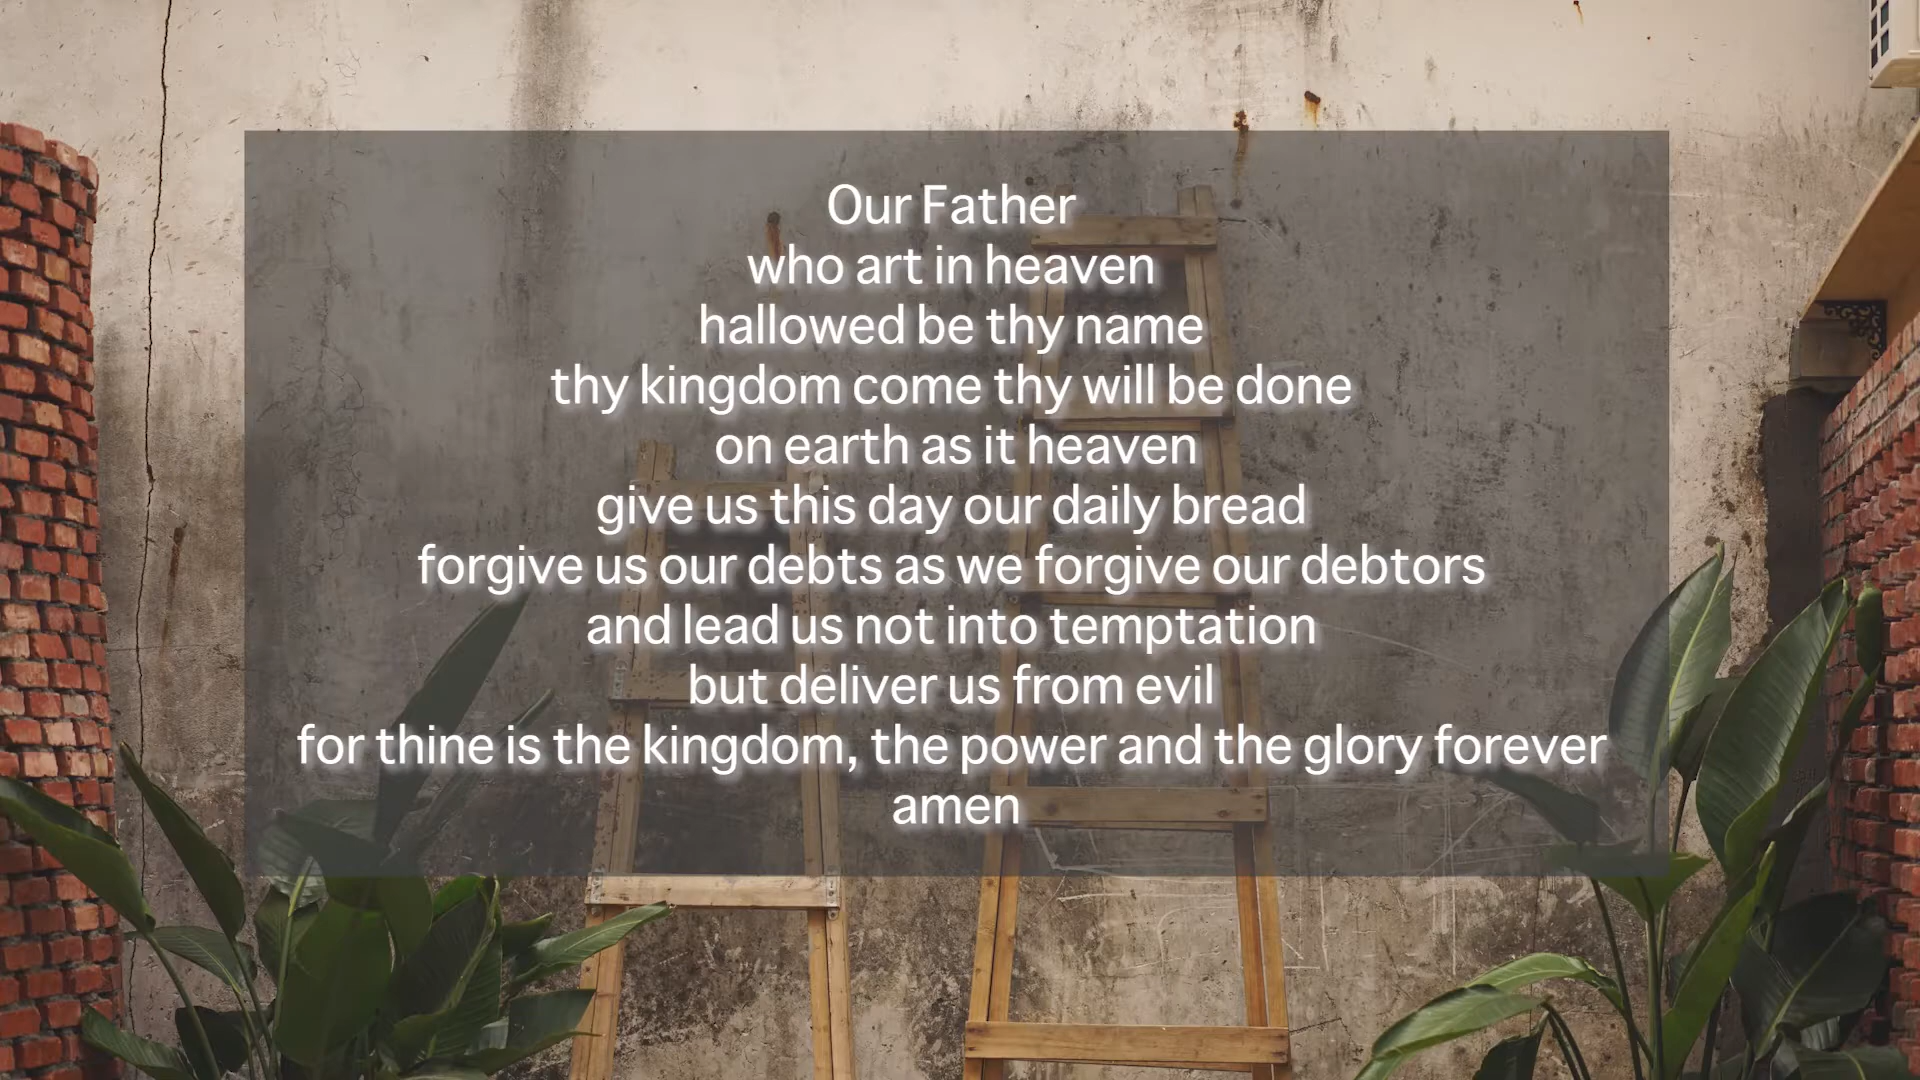 Our Father
who art in heaven
hallowed be thy name
thy kingdom come thy will be done
on earth as it heaven
give us this day our daily bread
forgive us our debts as we forgive our debtors
and lead us not into temptation
but deliver us from evil
for thine is the kingdom, the power and the glory forever
amen